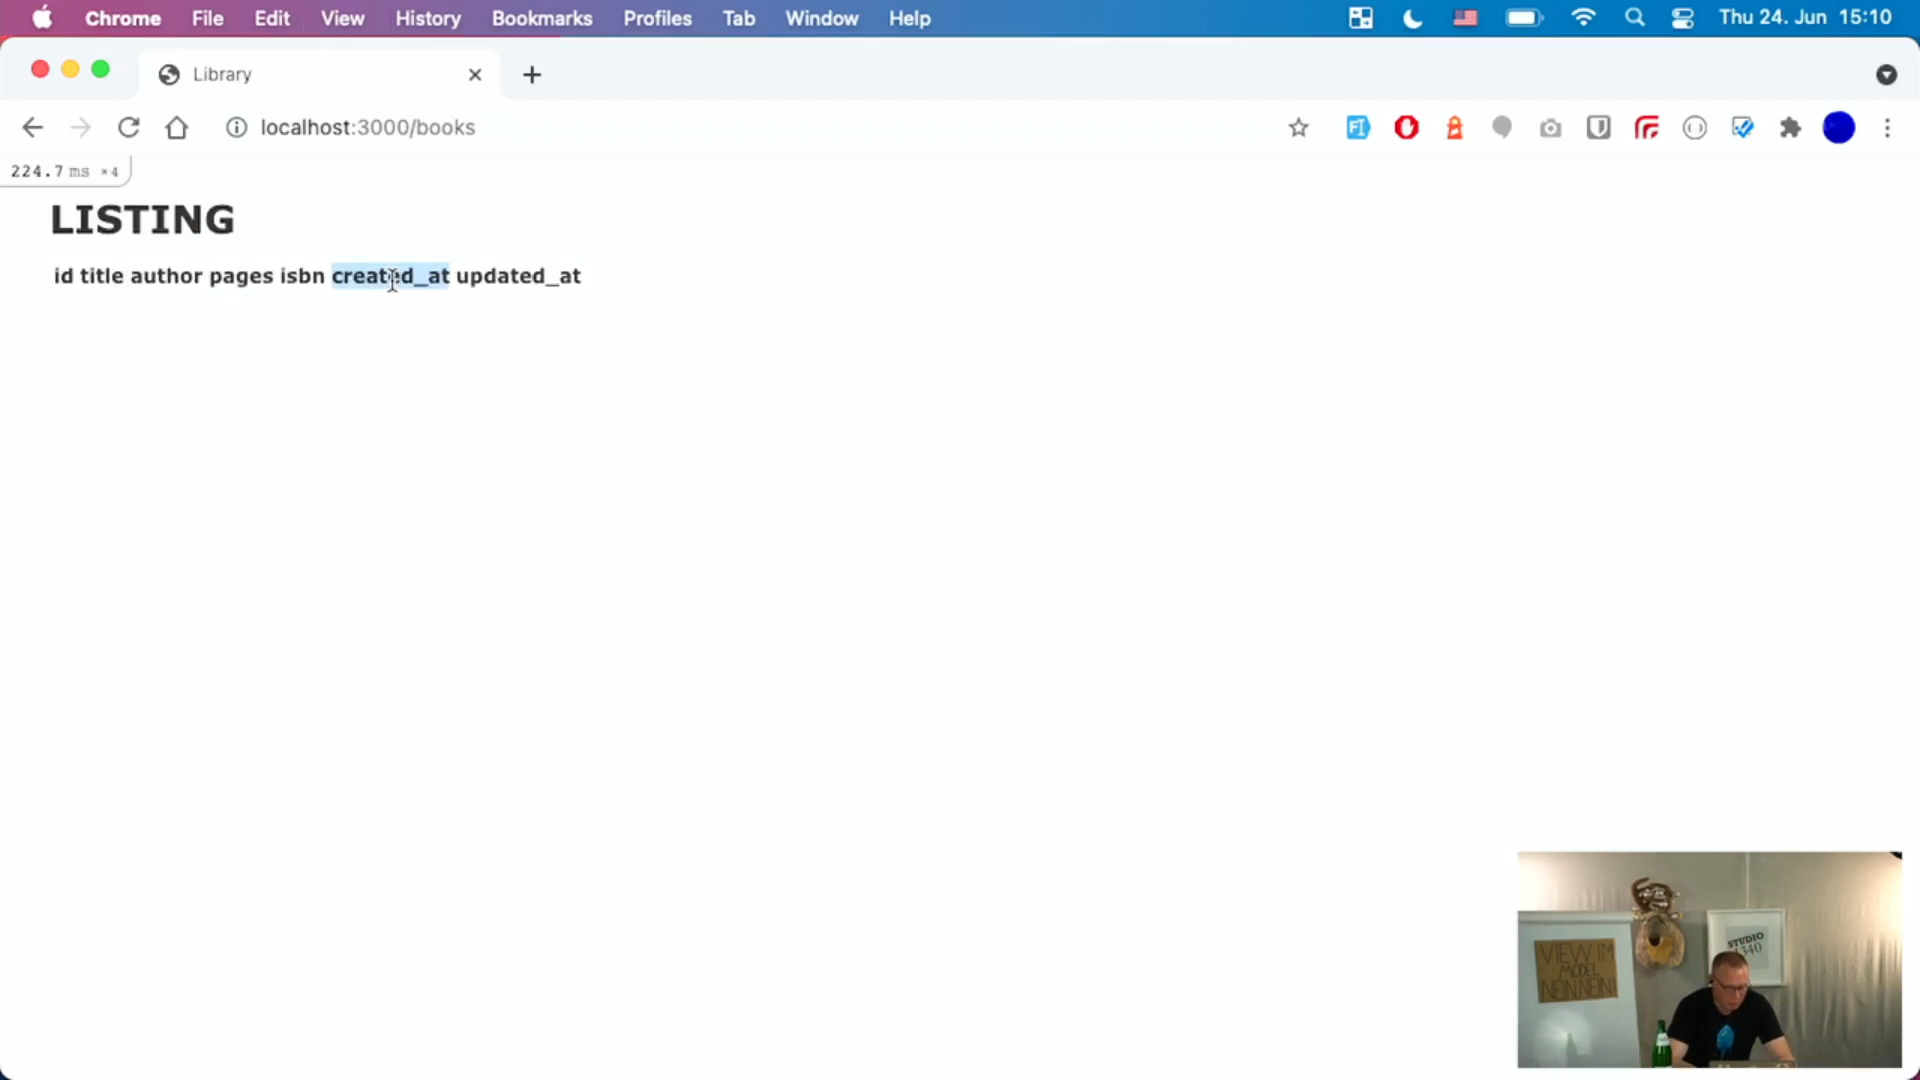 Chrome File Edit View History Bookmarks Profiles Tab Window Help Thu 24. Jun 15:10
Library
localhost:3000/books
224.7 ms ×4
LISTING
id title author pages isbn created_at updated_at
VIEW IM
MODEL
NEIN NEIN!
STUDIO
1340